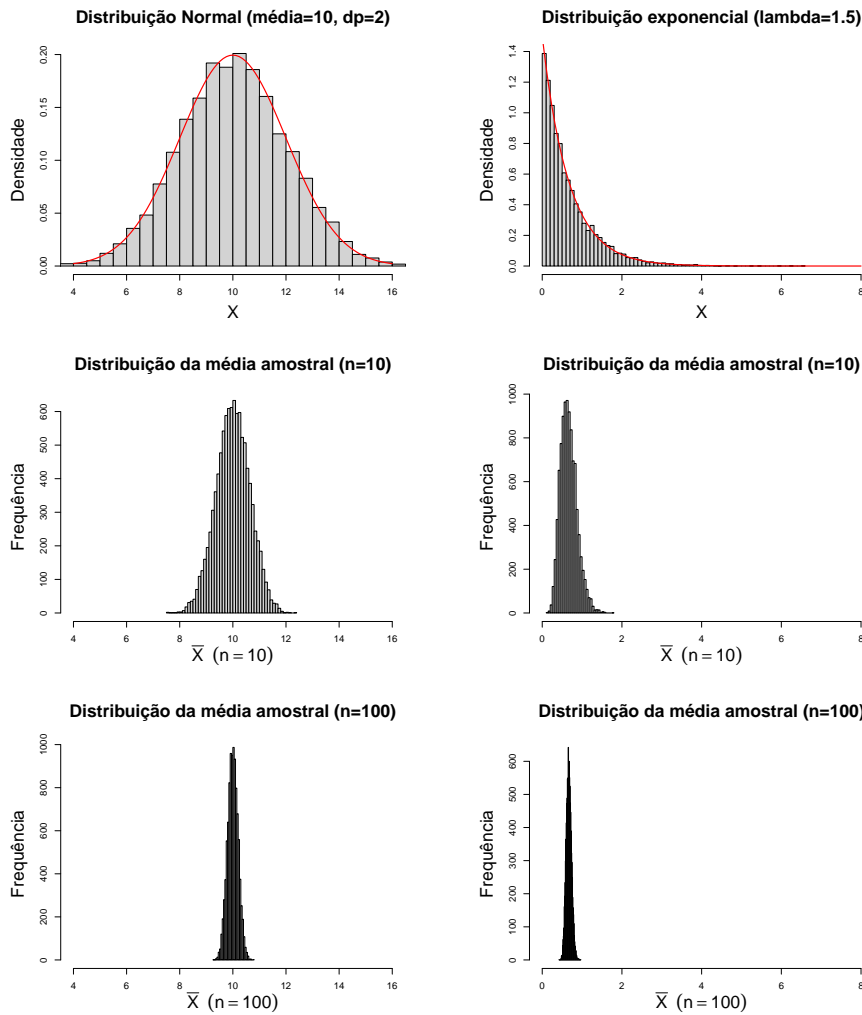 Distribuição Normal (média=10, dp=2)
0.00 0.05 0.10 0.15 0.20
Densidade
4 6 8 10 12 14 16
X
Distribuição exponencial (lambda=1.5)
0.0 0.2 0.4 0.6 0.8 1.0 1.2 1.4
Densidade
0 2 4 6 8
X
Distribuição da média amostral (n=10)
0 100 200 300 400 500 600
Frequência
4 6 8 10 12 14 16
X̅ (n = 10)
Distribuição da média amostral (n=10)
0 200 400 600 800 1000
Frequência
0 2 4 6 8
X̅ (n = 10)
Distribuição da média amostral (n=100)
0 200 400 600 800 1000
Frequência
4 6 8 10 12 14 16
X̅ (n = 100)
Distribuição da média amostral (n=100)
0 100 200 300 400 500 600
Frequência
0 2 4 6 8
X̅ (n = 100)